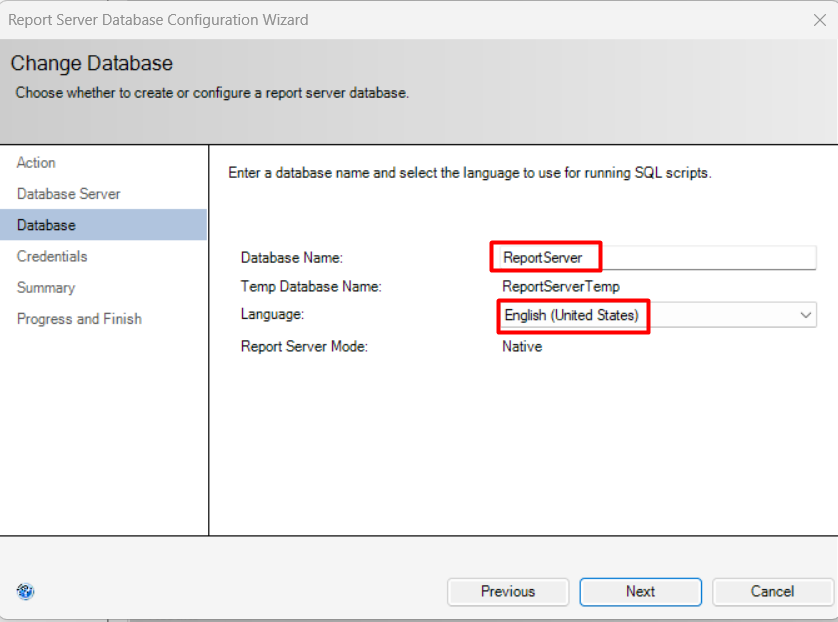 Report Server Database Configuration Wizard
Change Database
Choose whether to create or configure a report server database.
Action
Database Server
Database
Credentials
Summary
Progress and Finish
Enter a database name and select the language to use for running SQL scripts.
Database Name: ReportServer
Temp Database Name: ReportServerTemp
Language: English (United States)
Report Server Mode: Native
Previous Next Cancel